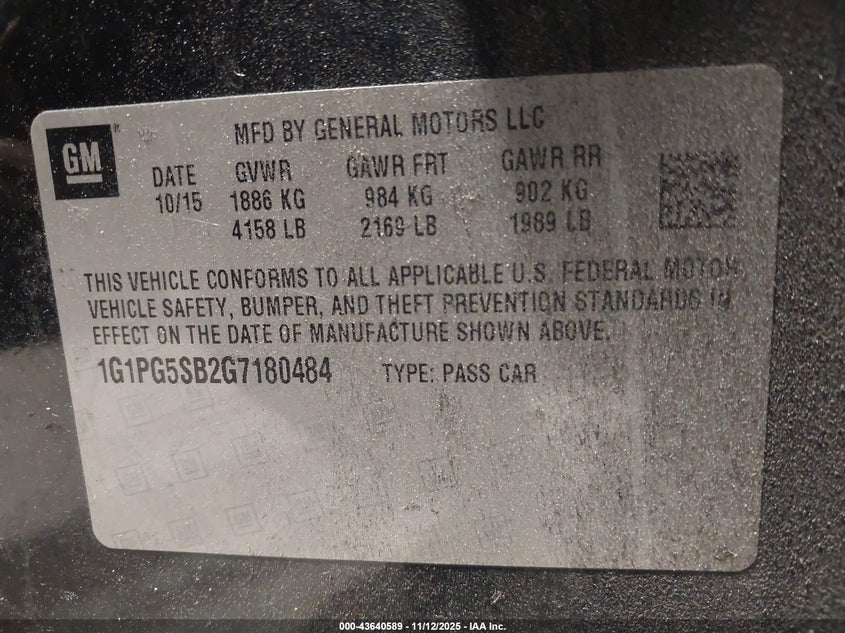 GM ®
MFD BY GENERAL MOTORS LLC
DATE GVWR GAWR FRT GAWR RR
10/15 1886 KG 984 KG 902 KG
4158 LB 2169 LB 1989 LB
THIS VEHICLE CONFORMS TO ALL APPLICABLE U.S. FEDERAL MOTOR
VEHICLE SAFETY, BUMPER, AND THEFT PREVENTION STANDARDS IN
EFFECT ON THE DATE OF MANUFACTURE SHOWN ABOVE.
1G1PG5SB2G7180484 TYPE: PASS CAR
000-43640589 - 11/12/2025 - IAA Inc.